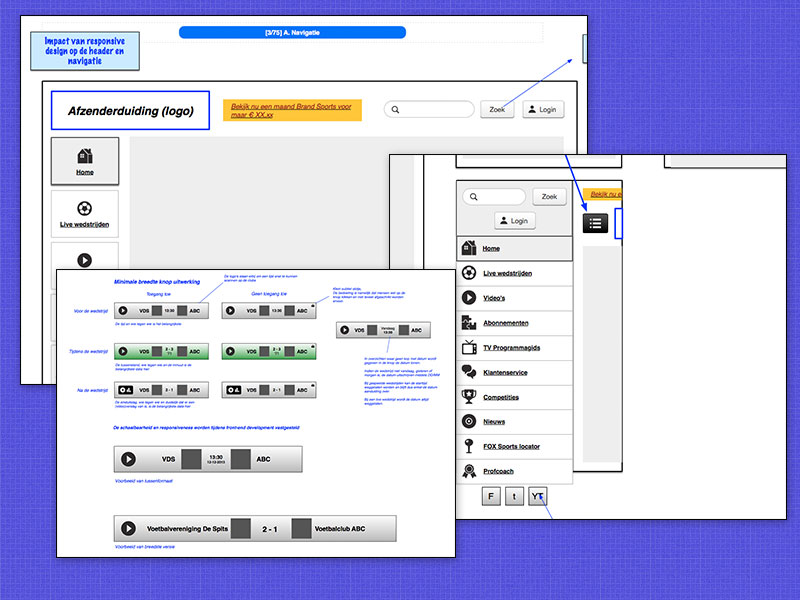 Impact van responsive
design op de header en
navigatie
[3/75] A. Navigatie
Afzenderduiding (logo)
Bekijk nu een maand Brand Sports voor
maar € XX.xx
Zoek
Login
Home
Live wedstrijden
Zoek
Login
Bekijk nu e
Home
Live wedstrijden
Video's
Abonnementen
TV Programmagids
Klantenservice
Competities
Nieuws
FOX Sports locator
Profcoach
F t YT
Minimale breedte knop uitwerking
Toegang toe
Geen toegang toe
Voor de wedstrijd
VDS 13:30 ABC
VDS 13:30 ABC
VDS Vandaag 13:30 ABC
Tijdens de wedstrijd
VDS 2 - 2 ABC
VDS 2 - 2 ABC
Na de wedstrijd
VDS 2 - 1 ABC
VDS 2 - 1 ABC
De schaalbaarheid en responsiveness worden tijdens frontend development vastgesteld
VDS 13:30 ABC
12-12-2013
Voorbeeld van tussenformaat
Voetbalvereniging De Spits 2 - 1 Voetbalclub ABC
Voorbeeld van breedste versie